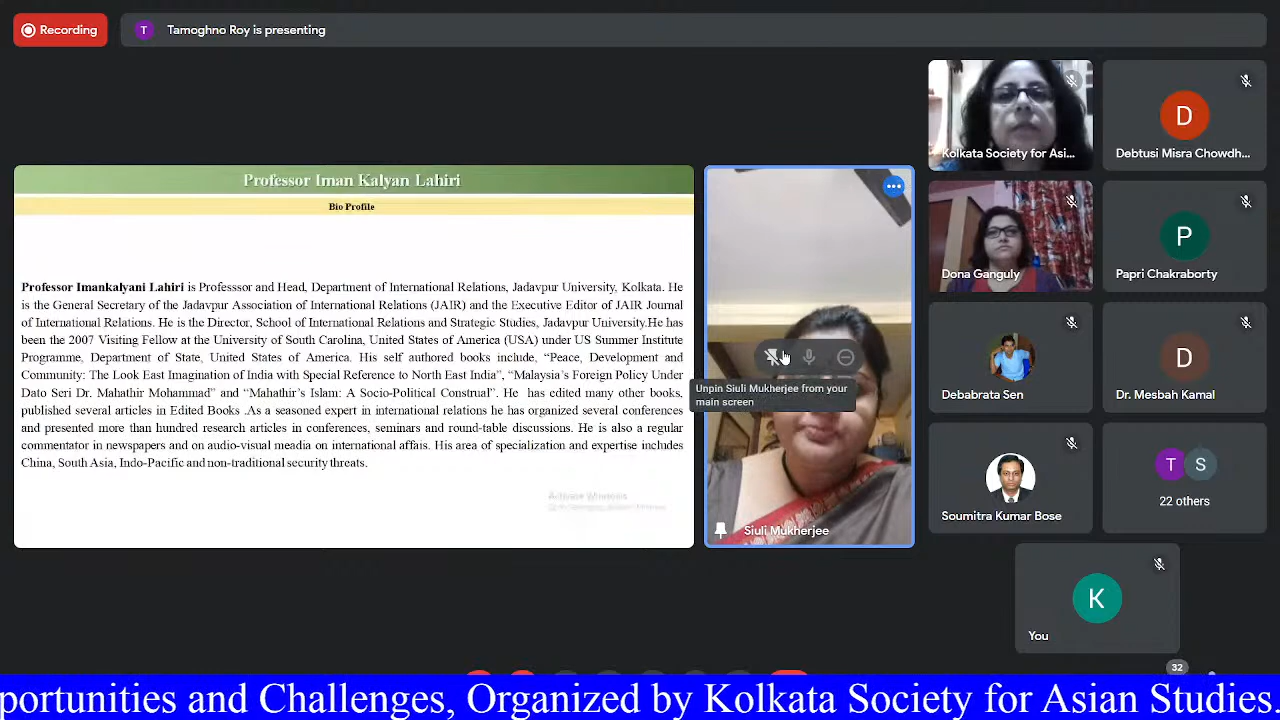 Recording
T
Tamoghno Roy is presenting
Professor Iman Kalyan Lahiri
Bio Profile
Professor Imankalyani Lahiri is Professsor and Head, Department of International Relations, Jadavpur University, Kolkata. He
is the General Secretary of the Jadavpur Association of International Relations (JAIR) and the Executive Editor of JAIR Journal
of International Relations. He is the Director, School of International Relations and Strategic Studies, Jadavpur University.He has
been the 2007 Visiting Fellow at the University of South Carolina, United States of America (USA) under US Summer Institute
Programme, Department of State, United States of America. His self authored books include, “Peace, Development and
Community: The Look East Imagination of India with Special Reference to North East India”, “Malaysia’s Foreign Policy Under
Dato Seri Dr. Mahathir Mohammad” and “Mahathir’s Islam: A Socio-Political Construal”. He has edited many other books,
published several articles in Edited Books .As a seasoned expert in international relations he has organized several conferences
and presented more than hundred research articles in conferences, seminars and round-table discussions. He is also a regular
commentator in newspapers and on audio-visual meadia on international affais. His area of specialization and expertise includes
China, South Asia, Indo-Pacific and non-traditional security threats.
Activate Windows
Unpin Siuli Mukherjee from your
main screen
Siuli Mukherjee
Kolkata Society for Asi...
D
Debtusi Misra Chowdh...
Dona Ganguly
P
Papri Chakraborty
Debabrata Sen
D
Dr. Mesbah Kamal
Soumitra Kumar Bose
T S
22 others
K
You
32
portunities and Challenges, Organized by Kolkata Society for Asian Studies.